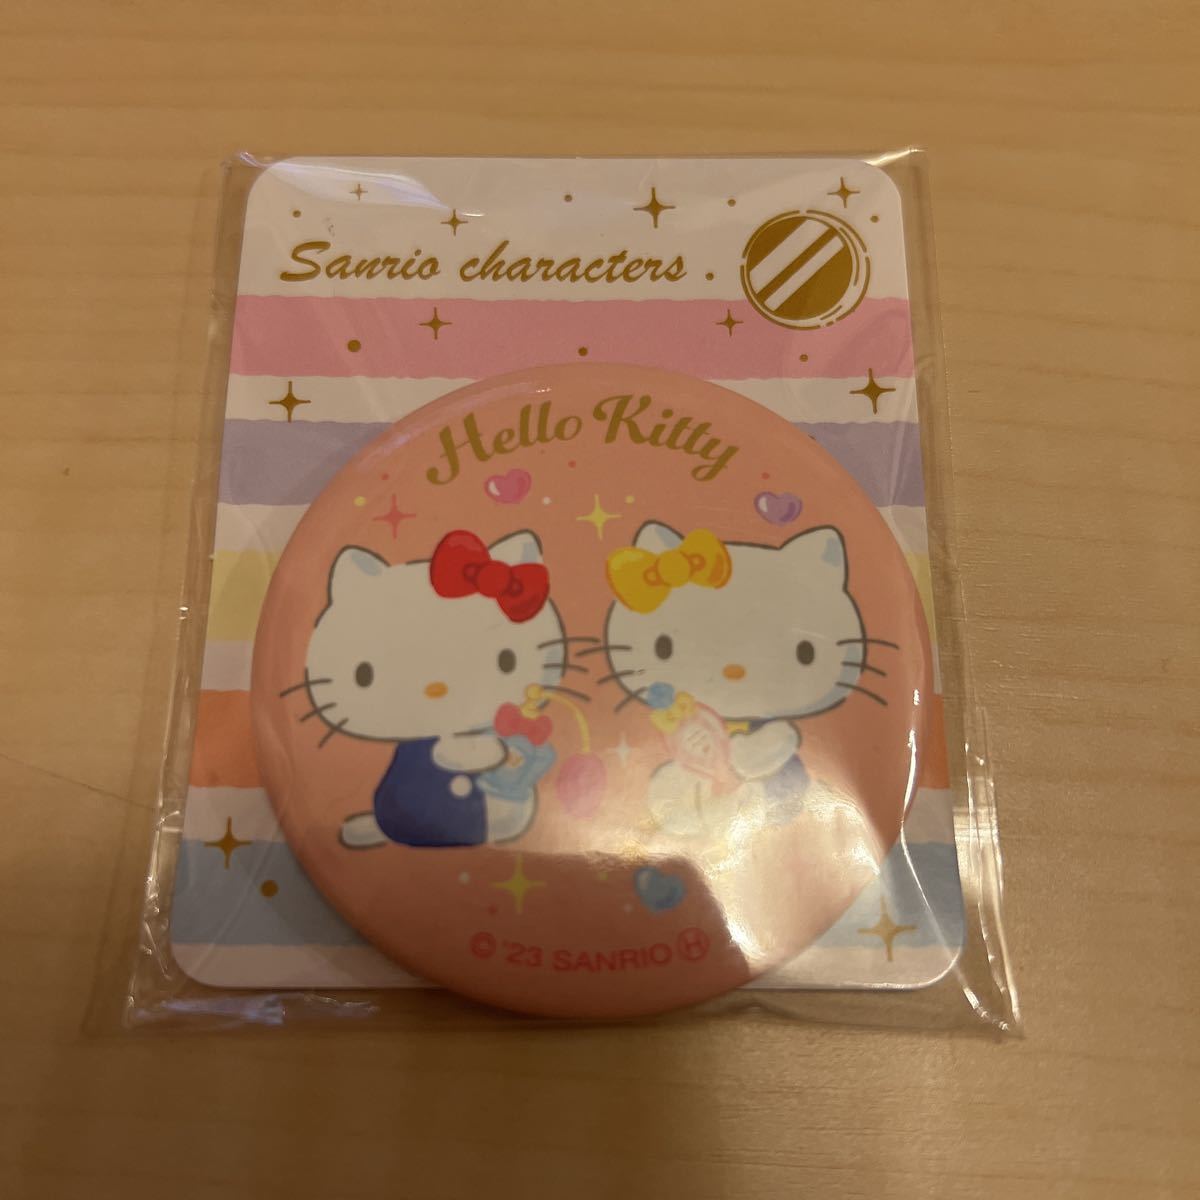 Sanrio characters .
Hello Kitty
© '23 SANRIO Ⓗ